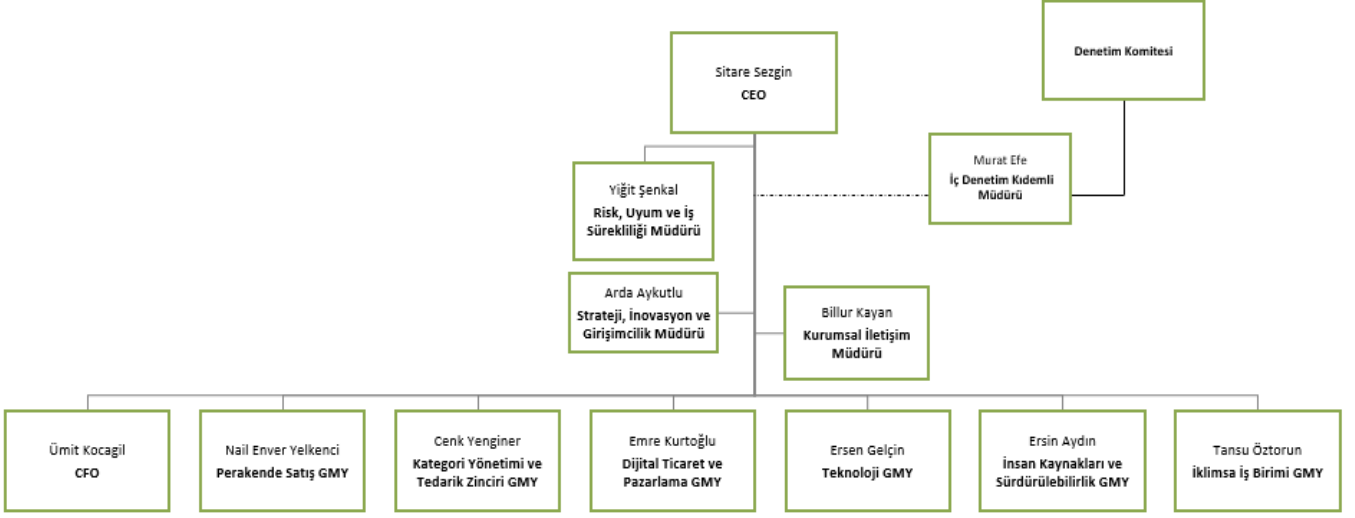 Denetim Komitesi
Sitare Sezgin
CEO
Murat Efe
İç Denetim Kıdemli
Müdürü
Yiğit Şenkal
Risk, Uyum ve İş
Sürekliliği Müdürü
Arda Aykutlu
Strateji, İnovasyon ve
Girişimcilik Müdürü
Billur Kayan
Kurumsal İletişim
Müdürü
Ümit Kocagil
CFO
Nail Enver Yelkenci
Perakende Satış GMY
Cenk Yenginer
Kategori Yönetimi ve
Tedarik Zinciri GMY
Emre Kurtoğlu
Dijital Ticaret ve
Pazarlama GMY
Ersen Gelçin
Teknoloji GMY
Ersin Aydın
İnsan Kaynakları ve
Sürdürülebilirlik GMY
Tansu Öztorun
İklimsa İş Birimi GMY